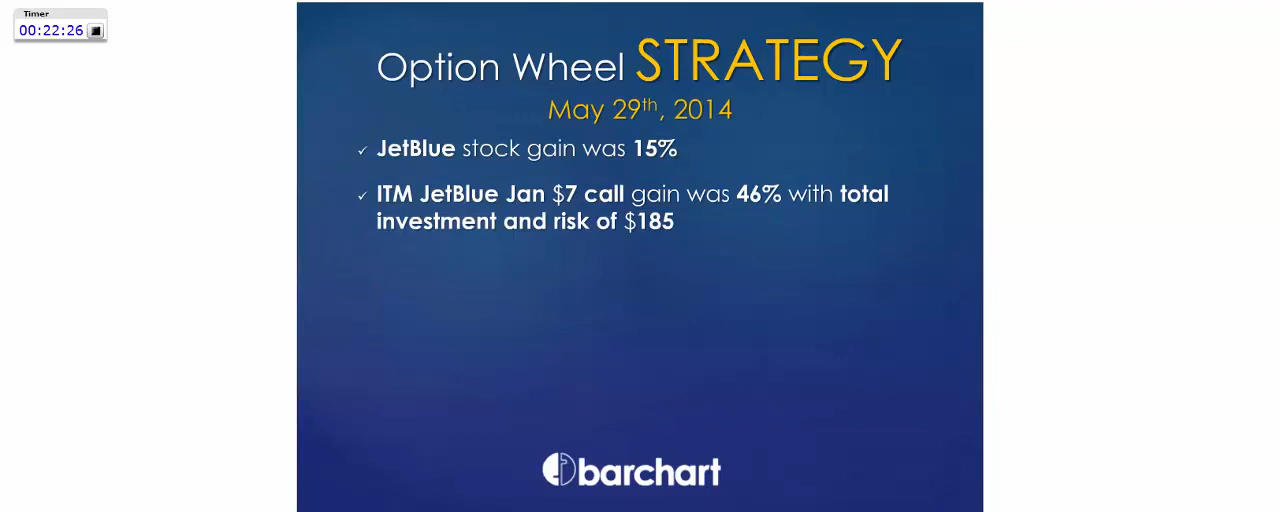 Timer
00:22:26
Option Wheel STRATEGY
May 29th, 2014
✓ JetBlue stock gain was 15%
✓ ITM JetBlue Jan $7 call gain was 46% with total
investment and risk of $185
barchart